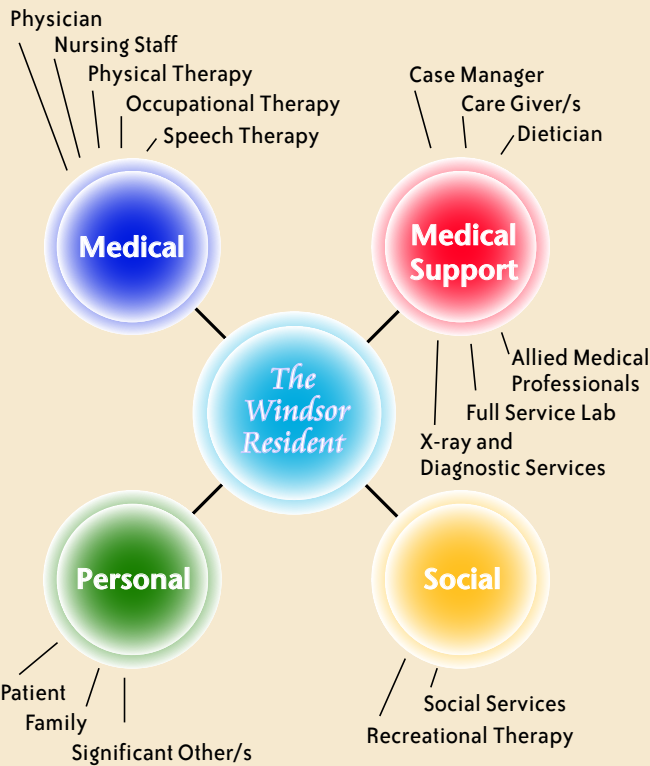 Physician
Nursing Staff
Physical Therapy
Occupational Therapy
Speech Therapy
Medical
Case Manager
Care Giver/s
Dietician
Medical
Support
Allied Medical
Professionals
Full Service Lab
X-ray and
Diagnostic Services
The
Windsor
Resident
Personal
Patient
Family
Significant Other/s
Social
Social Services
Recreational Therapy